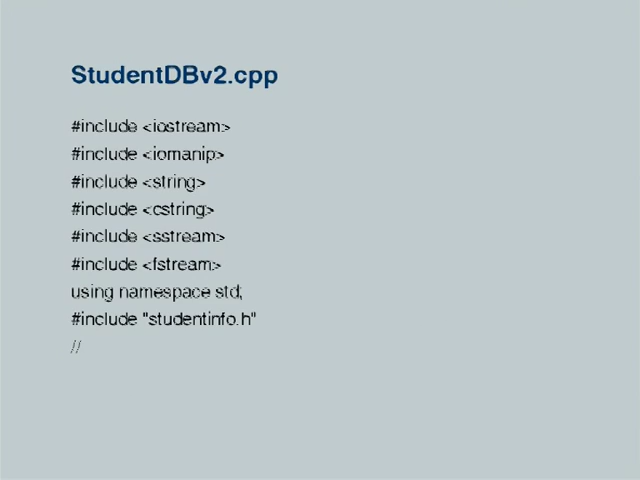 StudentDBv2.cpp
#include <iostream>
#include <iomanip>
#include <string>
#include <cstring>
#include <sstream>
#include <fstream>
using namespace std;
#include "studentinfo.h"
//